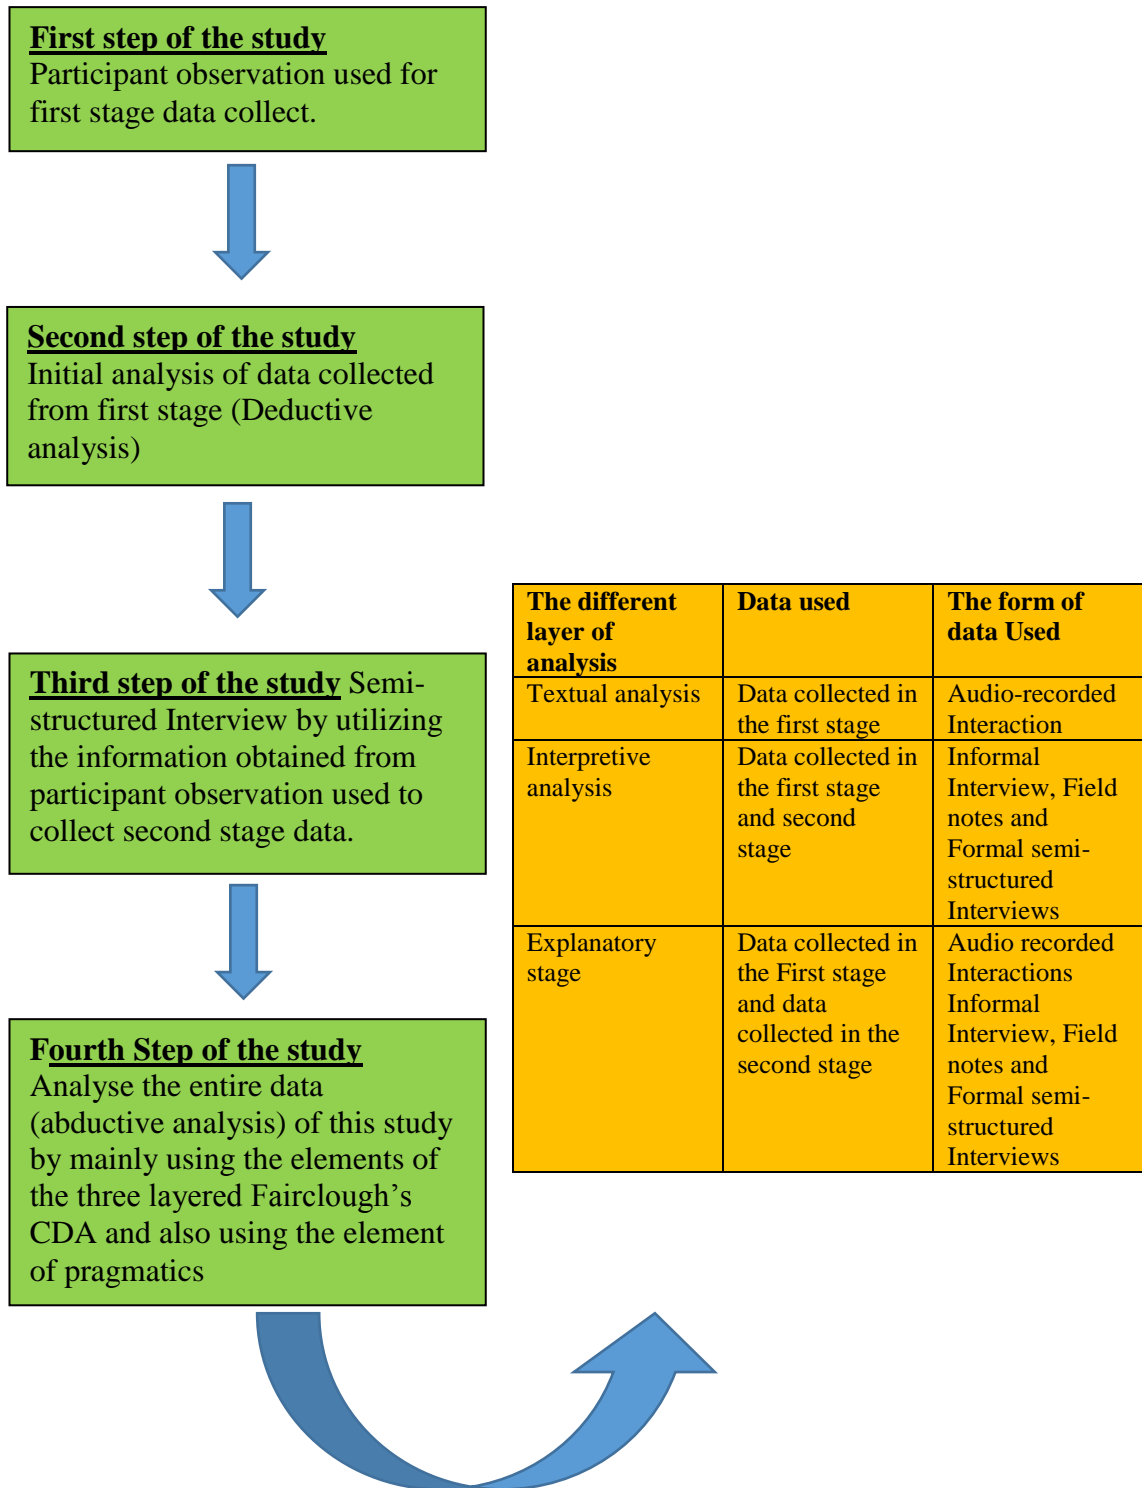 First step of the study
Participant observation used for
first stage data collect.
Second step of the study
Initial analysis of data collected
from first stage (Deductive
analysis)
Third step of the study Semi-
structured Interview by utilizing
the information obtained from
participant observation used to
collect second stage data.
Fourth Step of the study
Analyse the entire data
(abductive analysis) of this study
by mainly using the elements of
the three layered Fairclough’s
CDA and also using the element
of pragmatics
The different
layer of
analysis
Data used
The form of
data Used
Textual analysis
Data collected in
the first stage
Audio-recorded
Interaction
Interpretive
analysis
Data collected in
the first stage
and second
stage
Informal
Interview, Field
notes and
Formal semi-
structured
Interviews
Explanatory
stage
Data collected in
the First stage
and data
collected in the
second stage
Audio recorded
Interactions
Informal
Interview, Field
notes and
Formal semi-
structured
Interviews